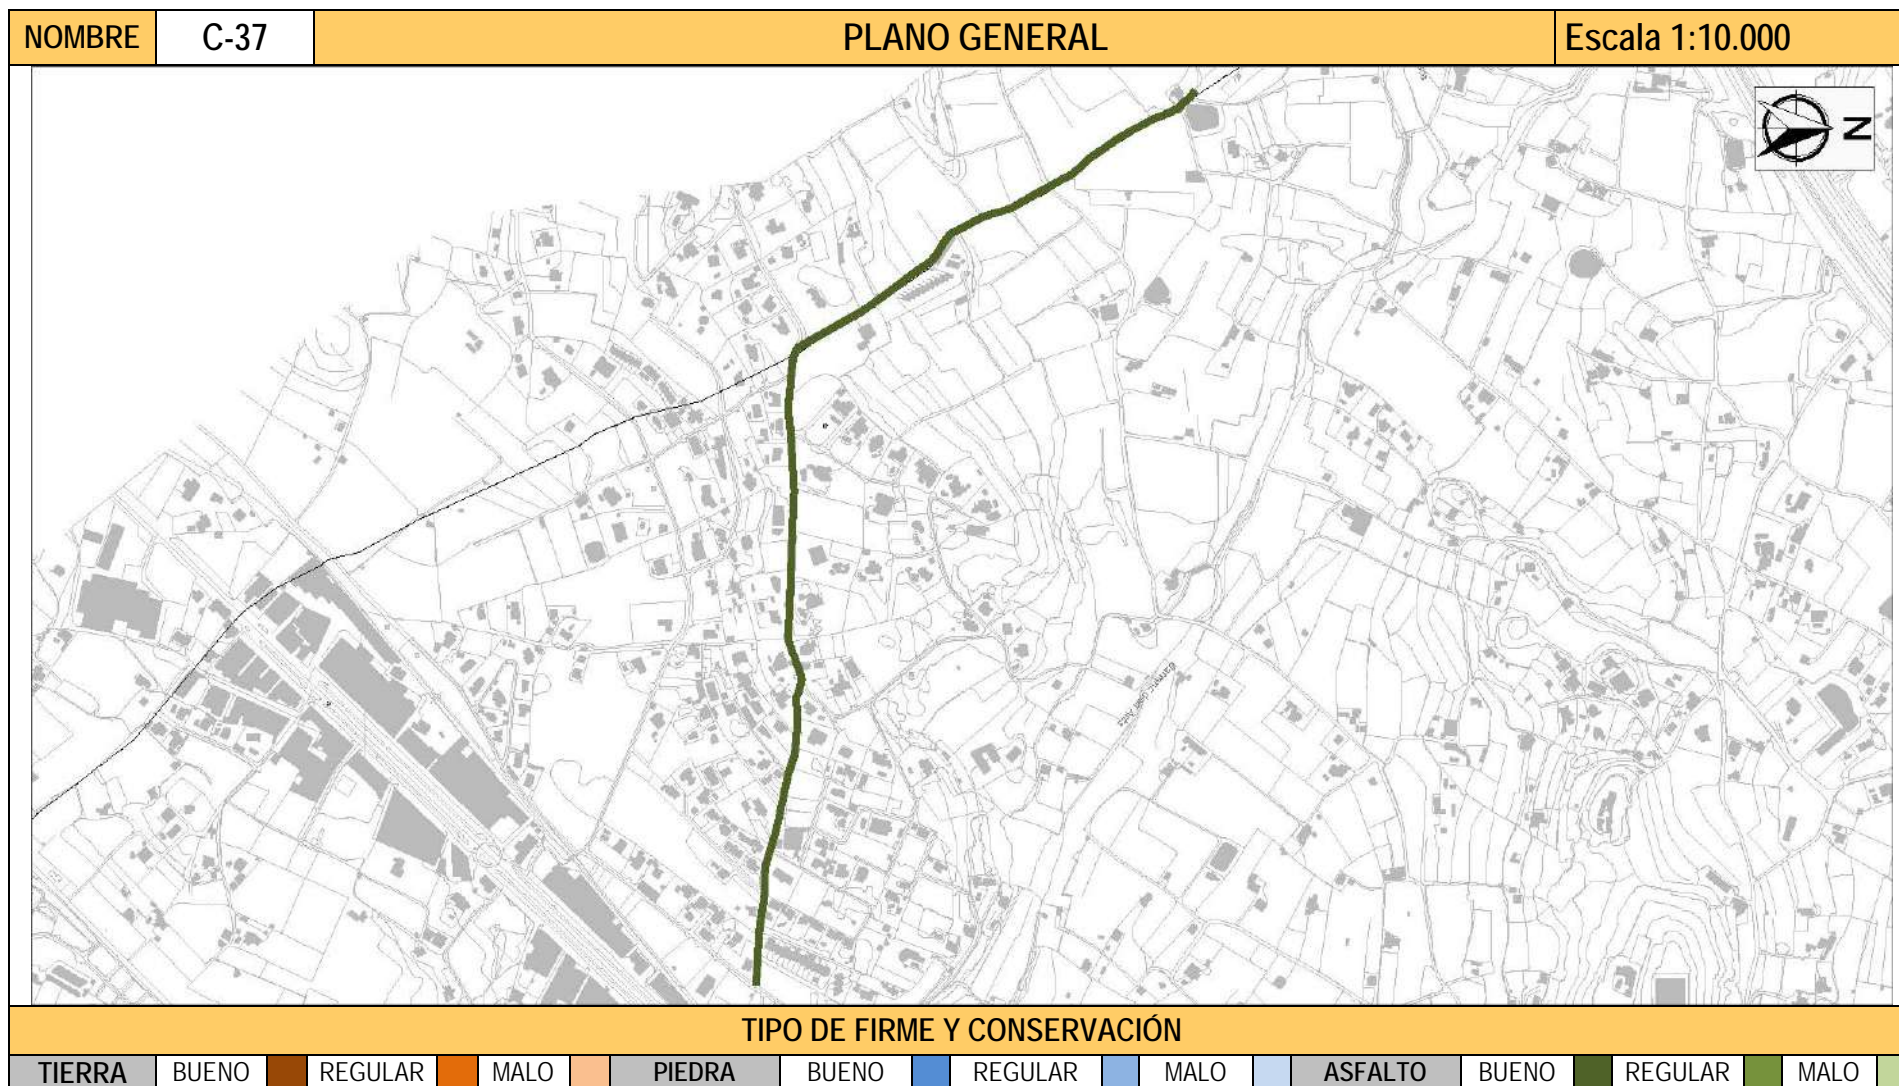 NOMBRE C-37 PLANO GENERAL Escala 1:10.000
N
TIPO DE FIRME Y CONSERVACIÓN
TIERRA BUENO REGULAR MALO PIEDRA BUENO REGULAR MALO ASFALTO BUENO REGULAR MALO